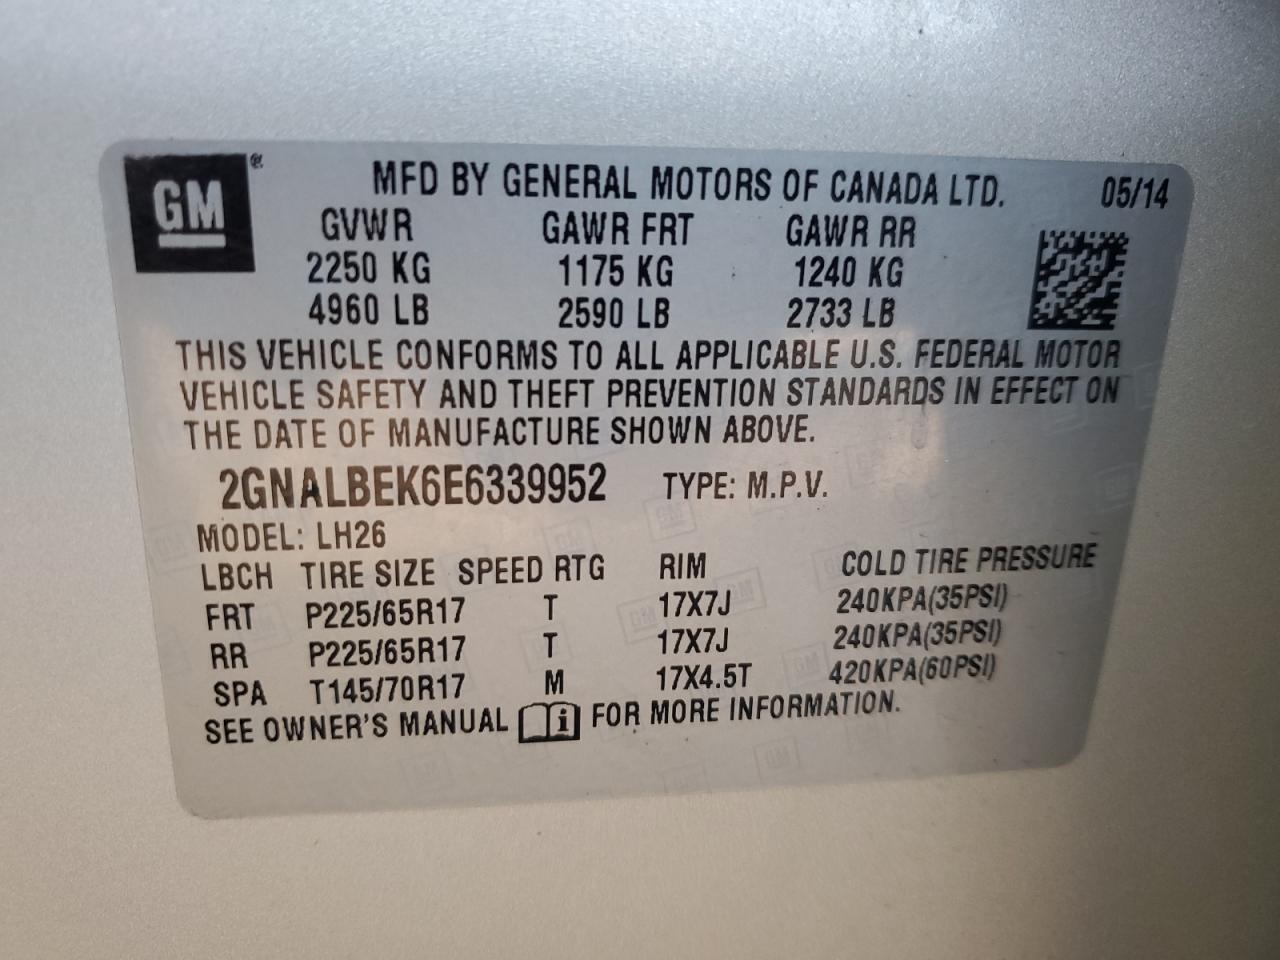 GM ®
MFD BY GENERAL MOTORS OF CANADA LTD. 05/14
GVWR GAWR FRT GAWR RR
2250 KG 1175 KG 1240 KG
4960 LB 2590 LB 2733 LB
THIS VEHICLE CONFORMS TO ALL APPLICABLE U.S. FEDERAL MOTOR
VEHICLE SAFETY AND THEFT PREVENTION STANDARDS IN EFFECT ON
THE DATE OF MANUFACTURE SHOWN ABOVE.
2GNALBEK6E6339952 TYPE: M.P.V.
MODEL: LH26
LBCH TIRE SIZE SPEED RTG RIM COLD TIRE PRESSURE
FRT P225/65R17 T 17X7J 240KPA(35PSI)
RR P225/65R17 T 17X7J 240KPA(35PSI)
SPA T145/70R17 M 17X4.5T 420KPA(60PSI)
SEE OWNER'S MANUAL i FOR MORE INFORMATION.